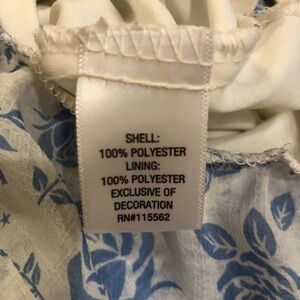 SHELL:
100% POLYESTER
LINING:
100% POLYESTER
EXCLUSIVE OF
DECORATION
RN#115562